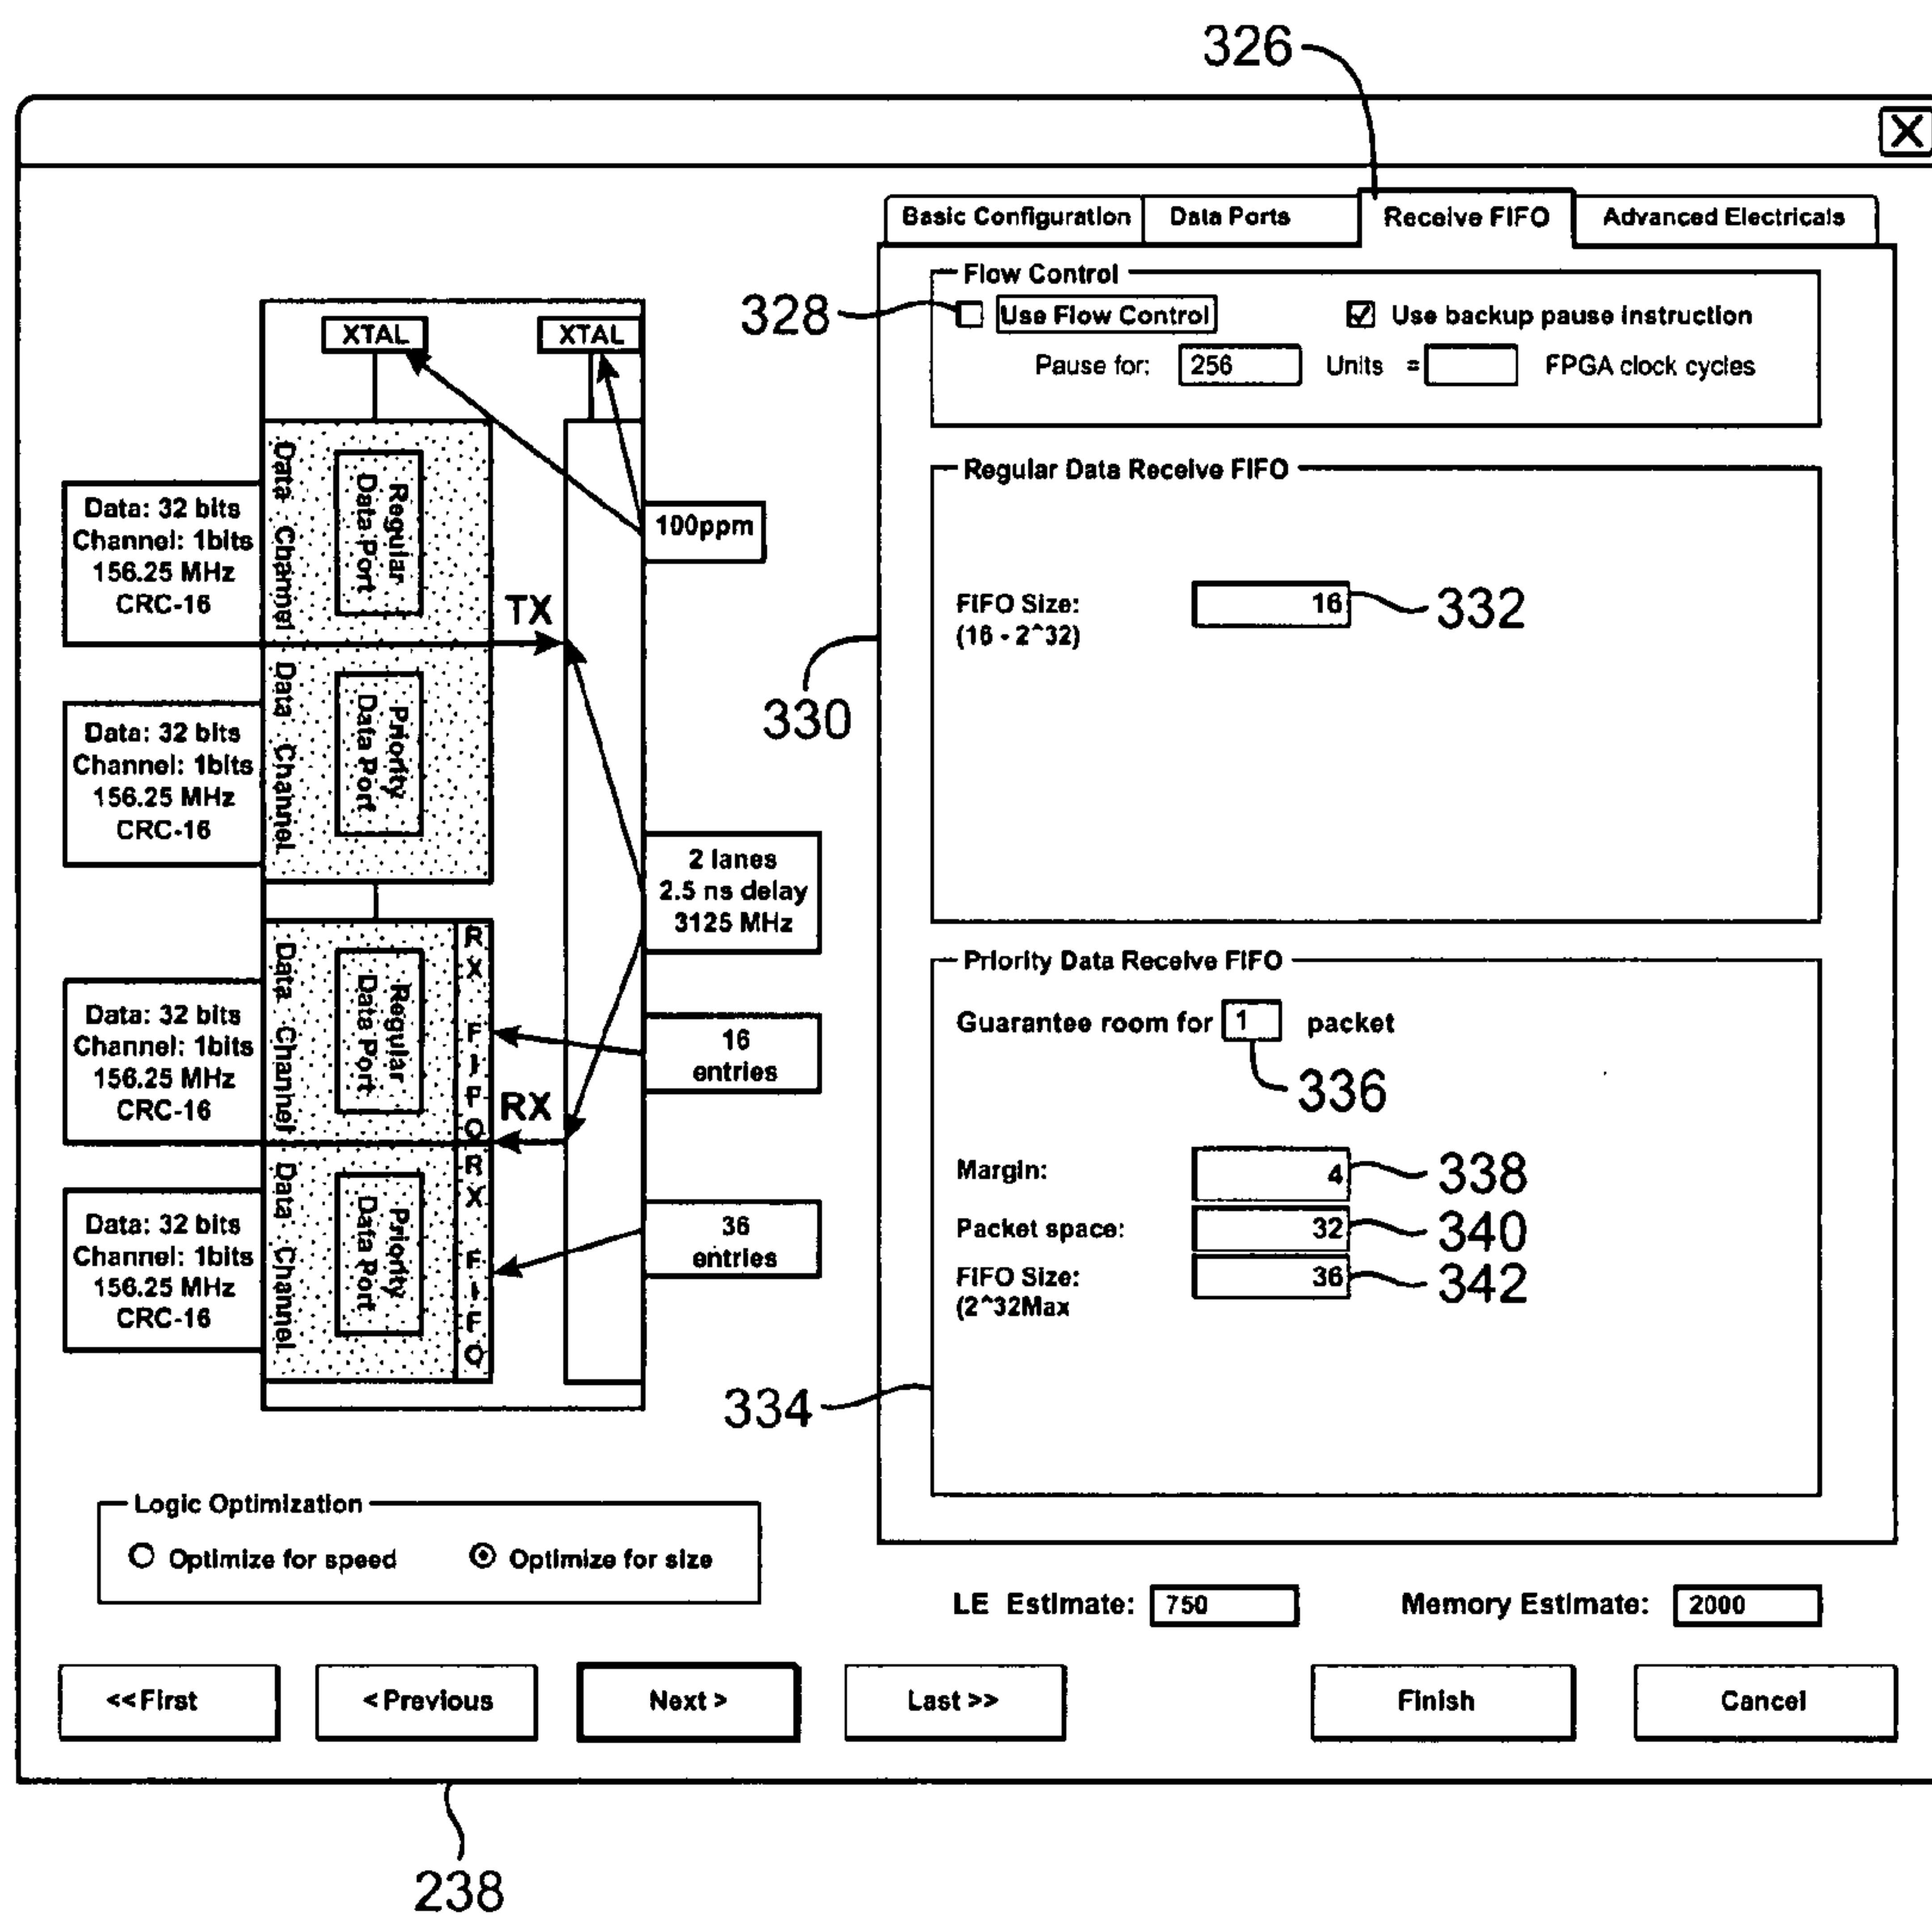 326
X
Basic Configuration
Data Ports
Receive FIFO
Advanced Electricals
Flow Control
328
Use Flow Control
Use backup pause instruction
Pause for: 256 Units = FPGA clock cycles
XTAL
XTAL
Data Channel
Regular
Data Port
Data: 32 bits
Channel: 1bits
156.25 MHz
CRC-16
100ppm
TX
Regular Data Receive FIFO
FIFO Size: 16
(16 - 2^32)
332
330
Data Channel
Priority
Data Port
Data: 32 bits
Channel: 1bits
156.25 MHz
CRC-16
2 lanes
2.5 ns delay
3125 MHz
Data Channel
Regular
Data Port
RX FIFO
Data: 32 bits
Channel: 1bits
156.25 MHz
CRC-16
16
entries
RX
Priority Data Receive FIFO
Guarantee room for 1 packet
336
Margin: 4
338
Packet space: 32
340
FIFO Size: 36
(2^32Max
342
Data Channel
Priority
Data Port
RX FIFO
Data: 32 bits
Channel: 1bits
156.25 MHz
CRC-16
36
entries
334
Logic Optimization
Optimize for speed
Optimize for size
LE Estimate: 750
Memory Estimate: 2000
<<First
<Previous
Next >
Last >>
Finish
Cancel
238